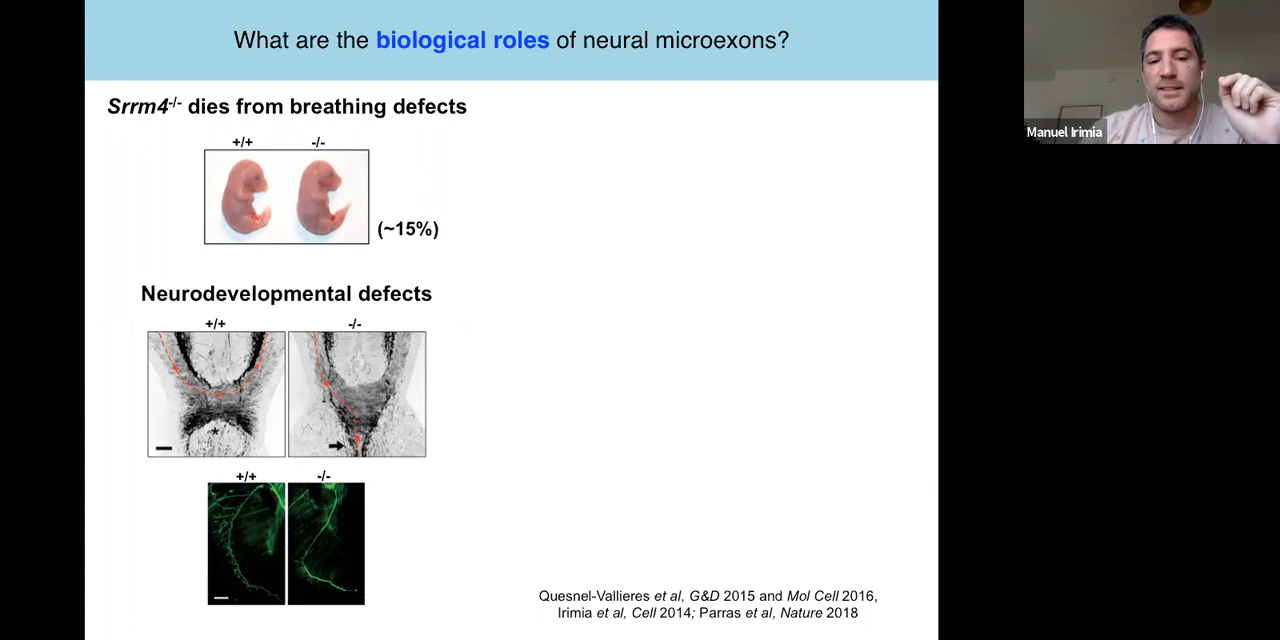 What are the biological roles of neural microexons?
Srrm4-/- dies from breathing defects
+/+ -/-
(~15%)
Neurodevelopmental defects
+/+ -/-
*
+/+ -/-
Quesnel-Vallieres et al, G&D 2015 and Mol Cell 2016,
Irimia et al, Cell 2014; Parras et al, Nature 2018
Manuel Irimia